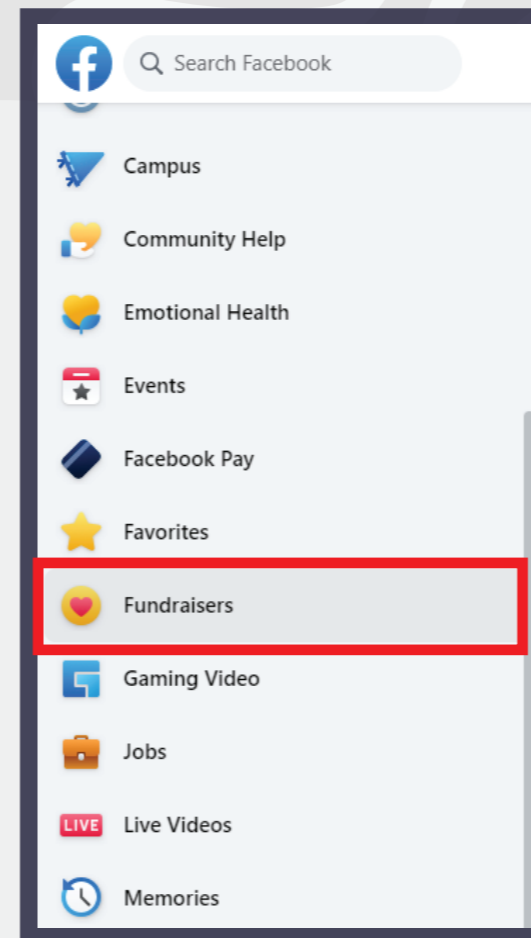 Search Facebook
Campus
Community Help
Emotional Health
Events
Facebook Pay
Favorites
Fundraisers
Gaming Video
Jobs
LIVE Live Videos
Memories